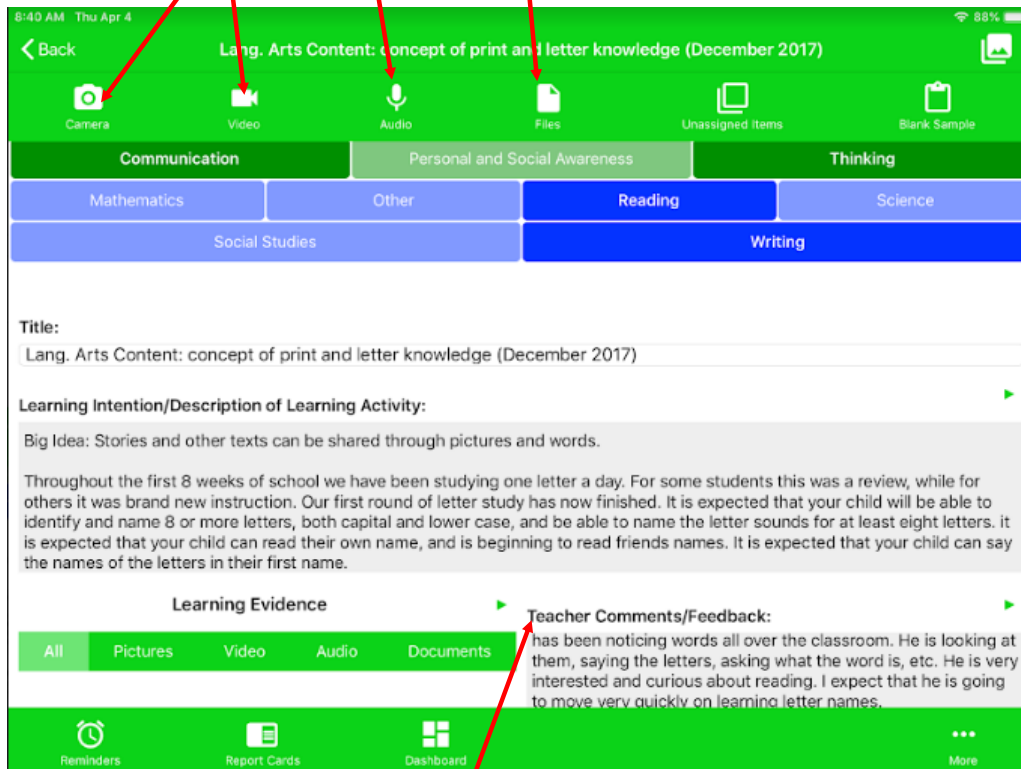 8:40 AM Thu Apr 4 88%
Back Lang. Arts Content: concept of print and letter knowledge (December 2017)
Camera Video Audio Files Unassigned Items Blank Sample
Communication Personal and Social Awareness Thinking
Mathematics Other Reading Science
Social Studies Writing
Title:
Lang. Arts Content: concept of print and letter knowledge (December 2017)
Learning Intention/Description of Learning Activity:
Big Idea: Stories and other texts can be shared through pictures and words.
Throughout the first 8 weeks of school we have been studying one letter a day. For some students this was a review, while for
others it was brand new instruction. Our first round of letter study has now finished. It is expected that your child will be able to
identify and name 8 or more letters, both capital and lower case, and be able to name the letter sounds for at least eight letters. it
is expected that your child can read their own name, and is beginning to read friends names. It is expected that your child can say
the names of the letters in their first name.
Learning Evidence
All Pictures Video Audio Documents
Teacher Comments/Feedback:
has been noticing words all over the classroom. He is looking at
them, saying the letters, asking what the word is, etc. He is very
interested and curious about reading. I expect that he is going
to move very quickly on learning letter names.
Reminders Report Cards Dashboard More